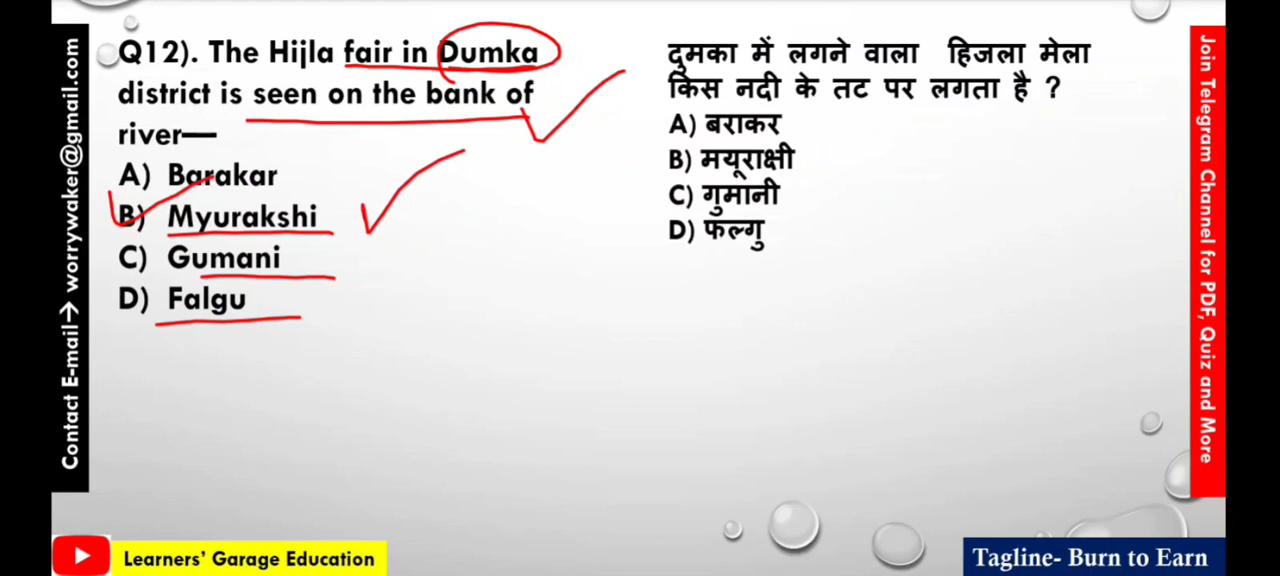 Contact E-mail→ worrywaker@gmail.com
Q12). The Hijla fair in Dumka
district is seen on the bank of
river—
A) Barakar
B) Myurakshi
C) Gumani
D) Falgu
दुमका में लगने वाला हिजला मेला
किस नदी के तट पर लगता है ?
A) बराकर
B) मयूराक्षी
C) गुमानी
D) फल्गु
Join Telegram Channel for PDF, Quiz and More
Learners’ Garage Education
Tagline- Burn to Earn